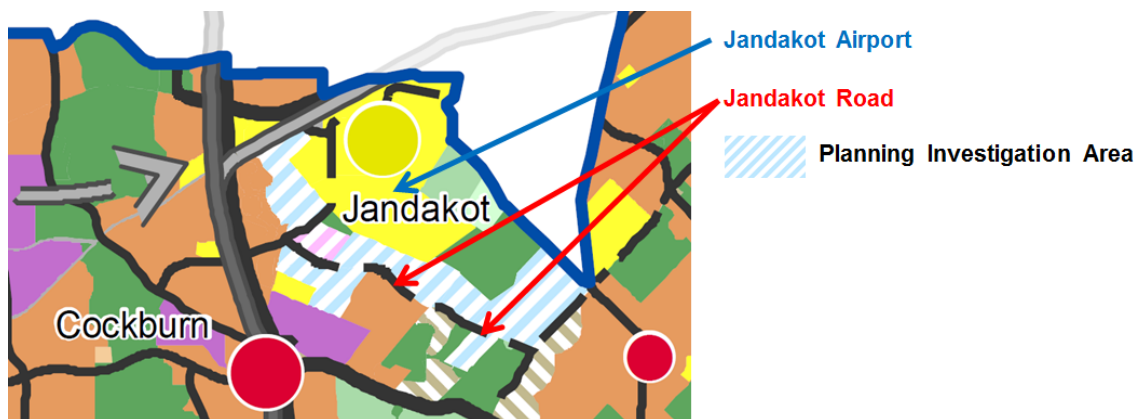 Jandakot Airport
Jandakot Road
Planning Investigation Area
Jandakot
Cockburn